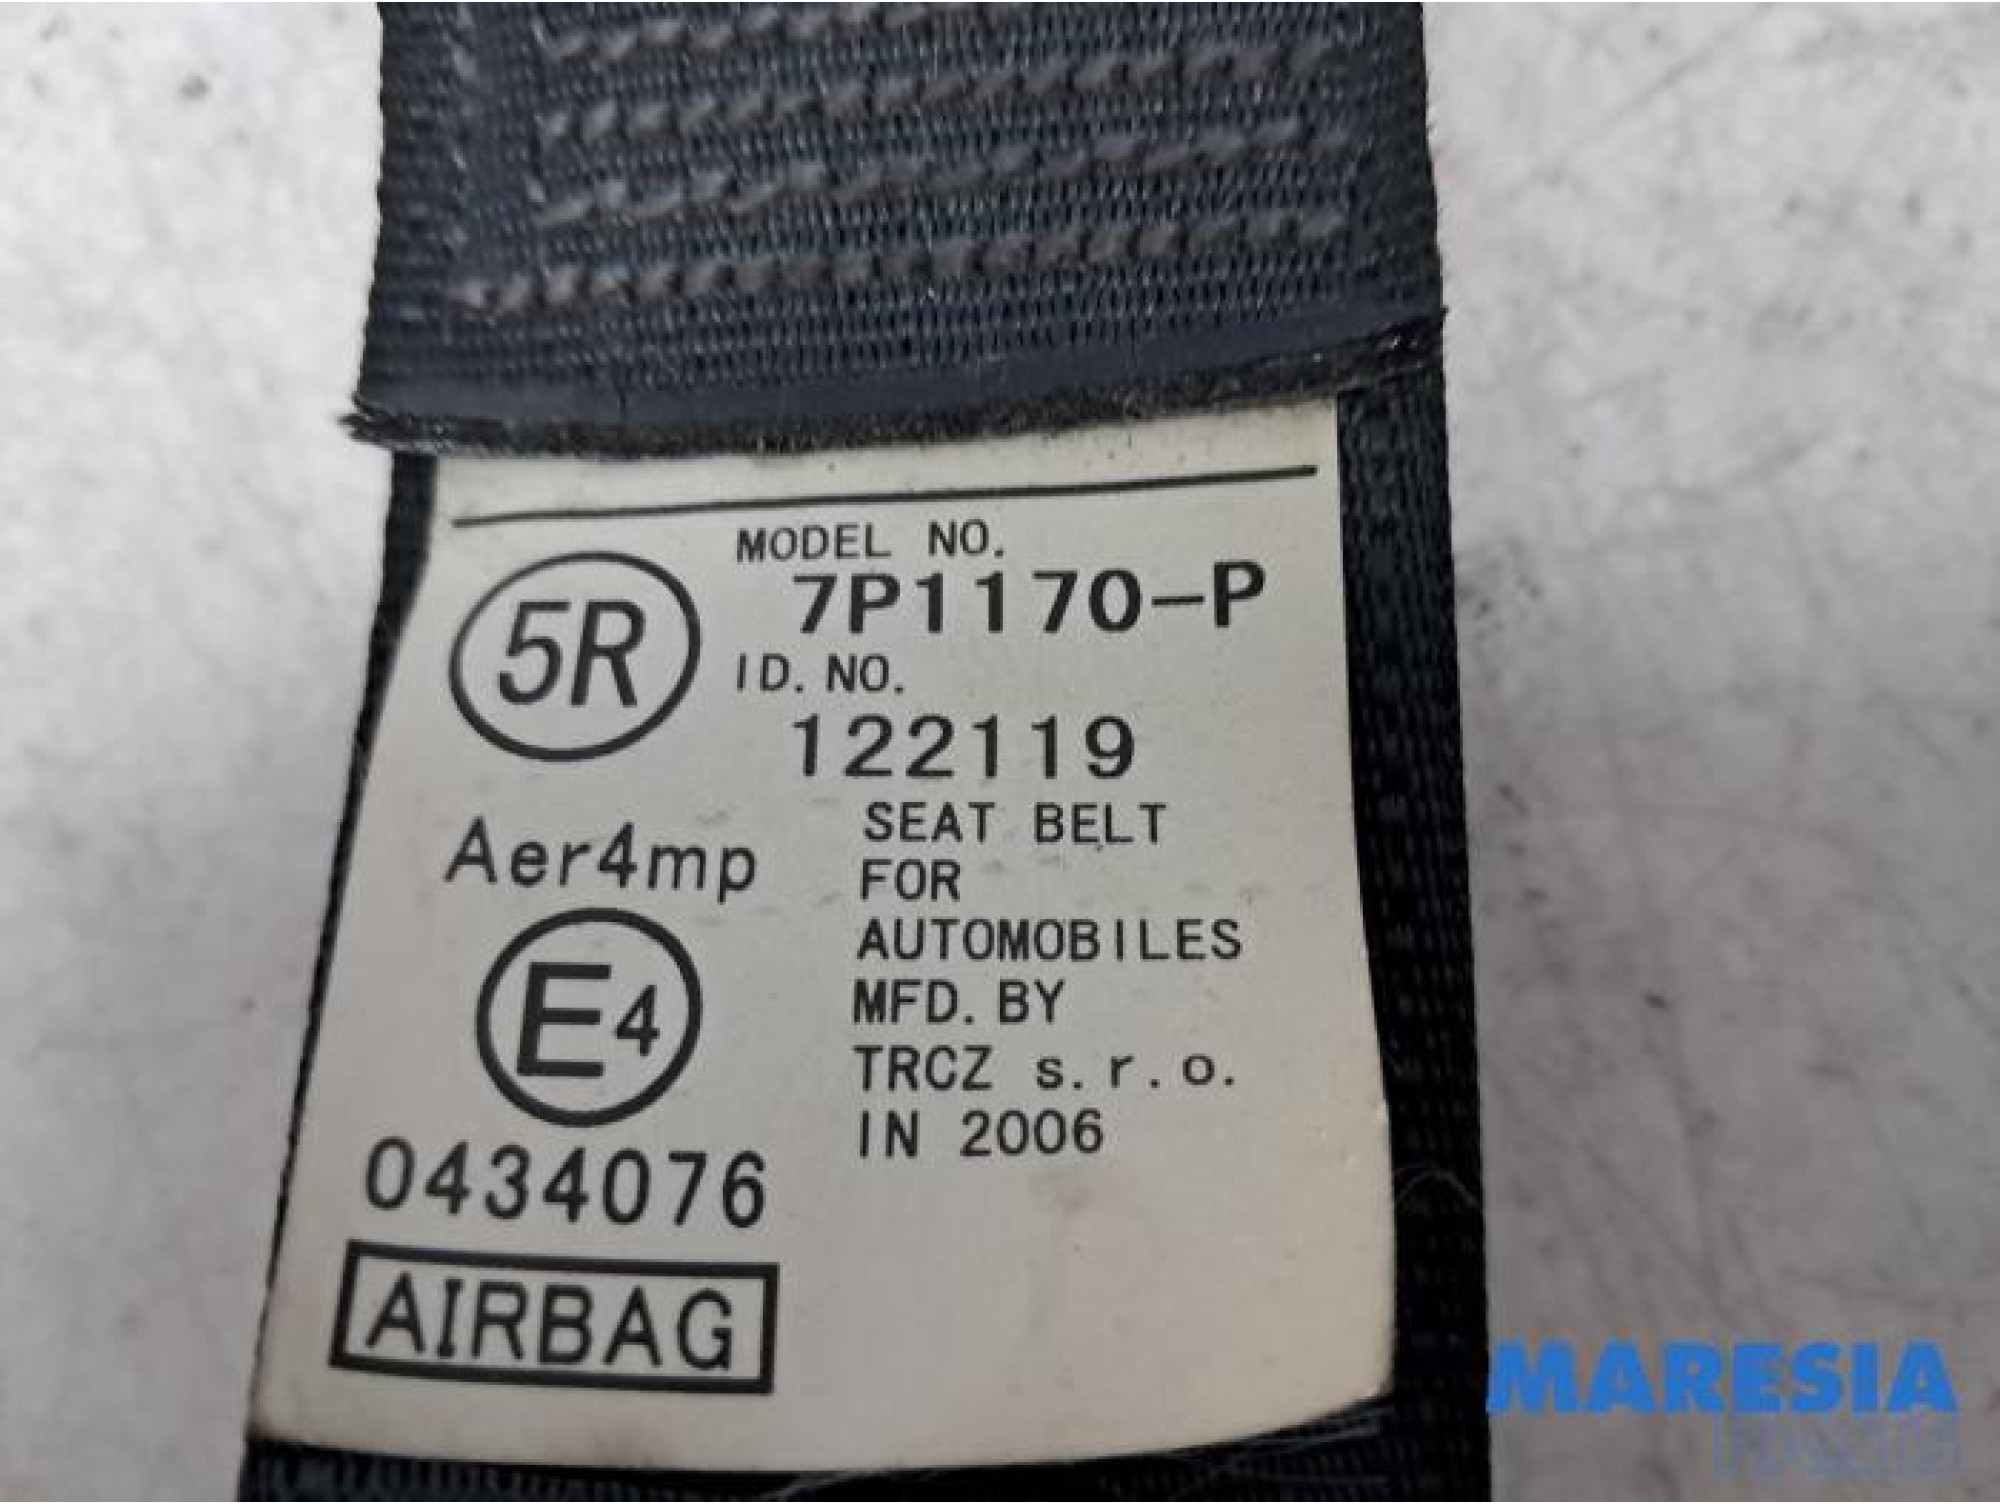 MODEL NO.
7P1170-P
5R
ID. NO.
122119
Aer4mp
SEAT BELT
FOR
AUTOMOBILES
MFD. BY
TRCZ s.r.o.
IN 2006
E4
0434076
AIRBAG
MARESIA
PARTS